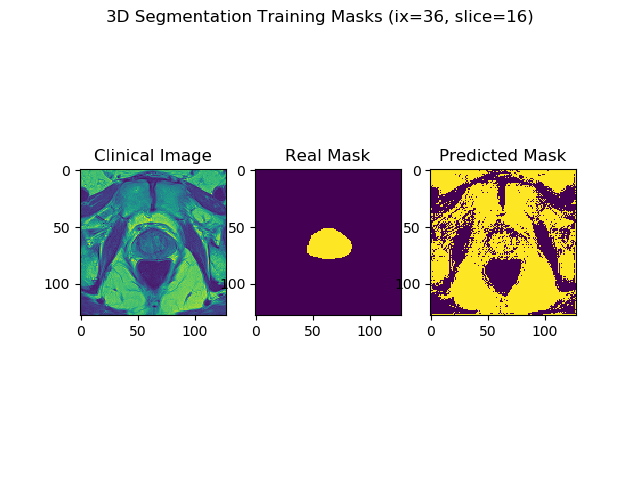 3D Segmentation Training Masks (ix=36, slice=16)
Clinical Image Real Mask Predicted Mask
0 0 0
50 50 50
100 100 100
0 100 0 50 100 0 50 100